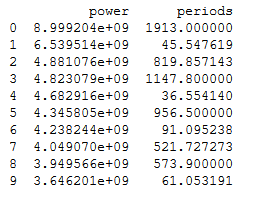 power periods
0 8.999204e+09 1913.000000
1 6.539514e+09 45.547619
2 4.881076e+09 819.857143
3 4.823079e+09 1147.800000
4 4.682916e+09 36.554140
5 4.345805e+09 956.500000
6 4.238244e+09 91.095238
7 4.049070e+09 521.727273
8 3.949566e+09 573.900000
9 3.646201e+09 61.053191